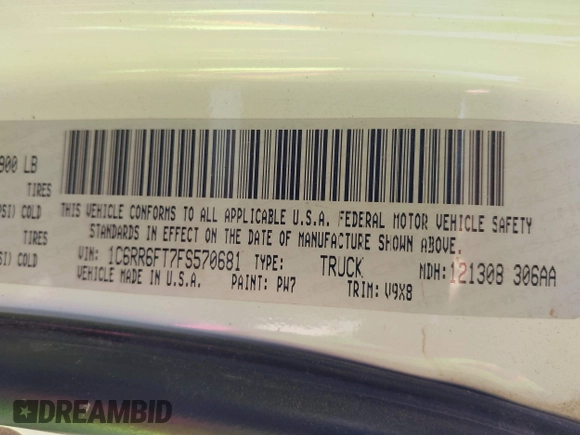 900 LB
TIRES
PSI) COLD
TIRES
SI) COLD
THIS VEHICLE CONFORMS TO ALL APPLICABLE U.S.A. FEDERAL MOTOR VEHICLE SAFETY
STANDARDS IN EFFECT ON THE DATE OF MANUFACTURE SHOWN ABOVE.
VIN: 1C6RR6FT7FS570681 TYPE: TRUCK MDH: 121308 306AA
VEHICLE MADE IN U.S.A. PAINT: PW7 TRIM: V9X8
DREAMBID